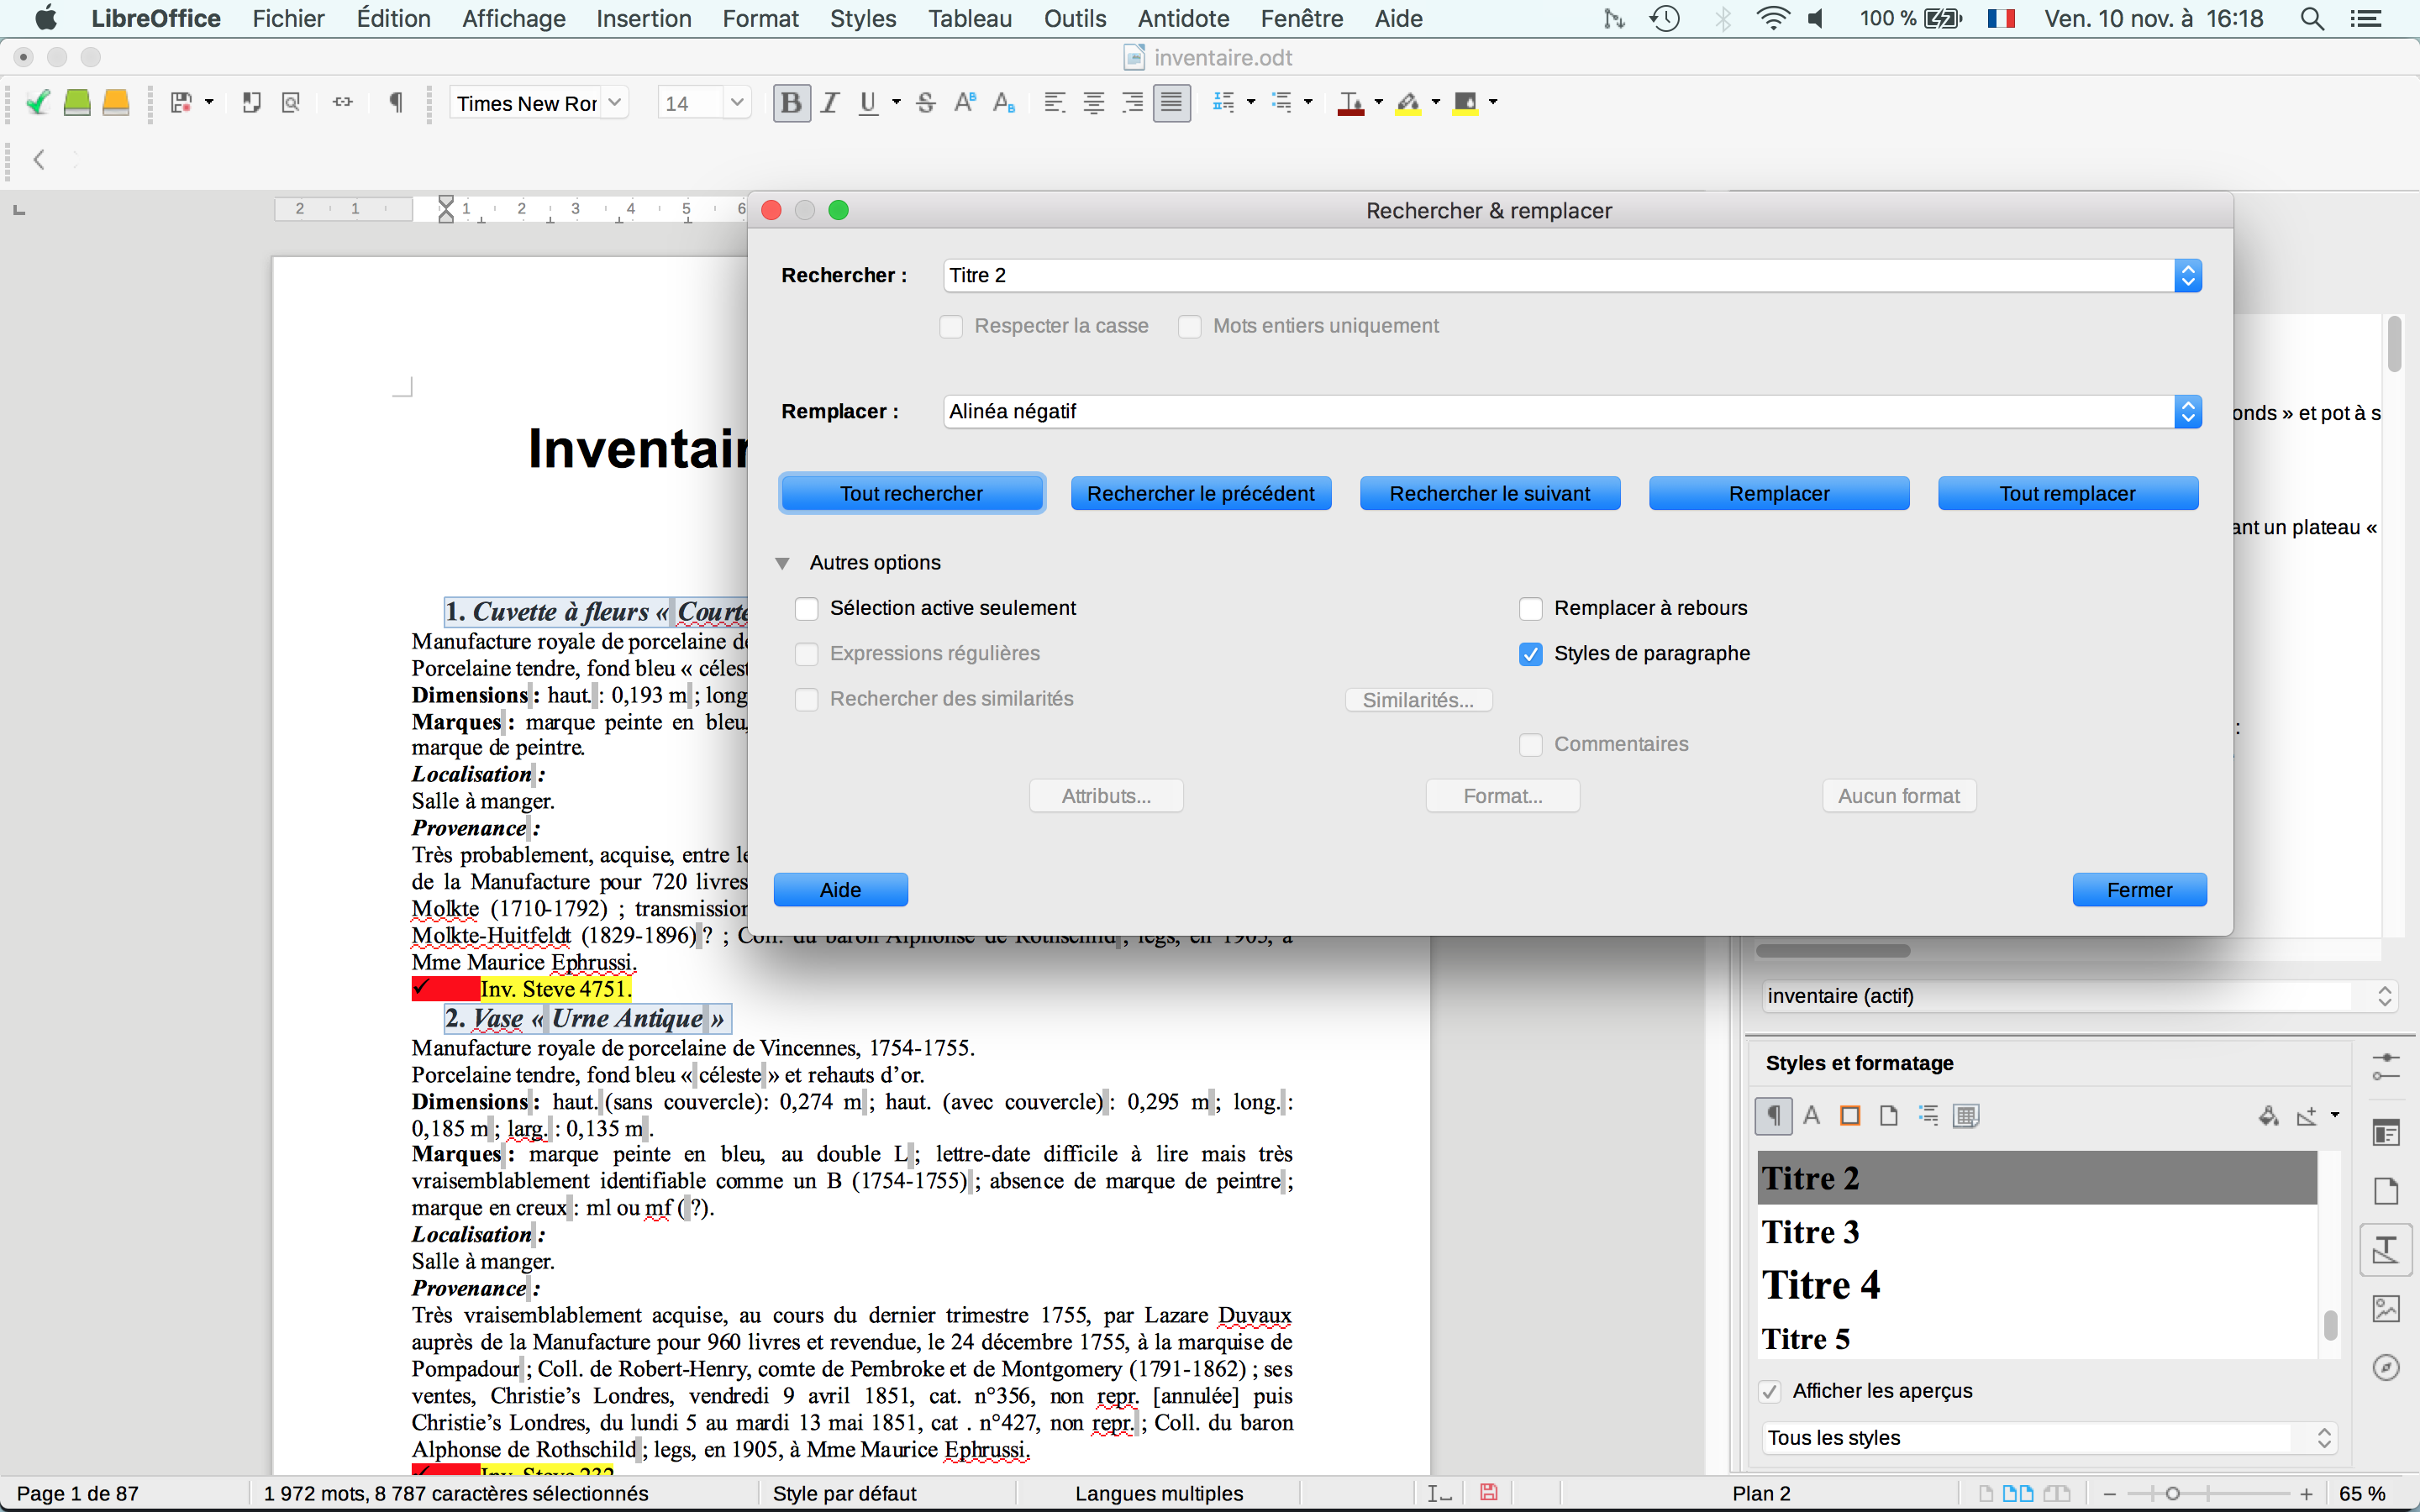 LibreOffice Fichier Édition Affichage Insertion Format Styles Tableau Outils Antidote Fenêtre Aide 100 % Ven. 10 nov. à 16:18
inventaire.odt
Times New Ror 14
2 1 1 2 3 4 5 6
Rechercher & remplacer
Rechercher : Titre 2
Respecter la casse Mots entiers uniquement
Remplacer : Alinéa négatif
Tout rechercher Rechercher le précédent Rechercher le suivant Remplacer Tout remplacer
Autres options
Sélection active seulement Remplacer à rebours
Expressions régulières Styles de paragraphe
Rechercher des similarités Similarités...
Commentaires
Attributs... Format... Aucun format
Aide Fermer
onds » et pot à s
ant un plateau «
:
Inventair
1. Cuvette à fleurs « Courte
Manufacture royale de porcelaine de
Porcelaine tendre, fond bleu « célest
Dimensions : haut. : 0,193 m ; long
Marques : marque peinte en bleu,
marque de peintre.
Localisation :
Salle à manger.
Provenance :
Très probablement, acquise, entre le
de la Manufacture pour 720 livres
Molkte (1710-1792) ; transmission
Molkte-Huitfeldt (1829-1896) ? ; Coll. du baron Alphonse de Rothschild ; legs, en 1905, à
Mme Maurice Ephrussi.
✓ Inv. Steve 4751.
2. Vase « Urne Antique »
Manufacture royale de porcelaine de Vincennes, 1754-1755.
Porcelaine tendre, fond bleu « céleste » et rehauts d’or.
Dimensions : haut. (sans couvercle): 0,274 m ; haut. (avec couvercle) : 0,295 m ; long. :
0,185 m ; larg. : 0,135 m .
Marques : marque peinte en bleu, au double L ; lettre-date difficile à lire mais très
vraisemblablement identifiable comme un B (1754-1755) ; absence de marque de peintre ;
marque en creux : ml ou mf ( ?).
Localisation :
Salle à manger.
Provenance :
Très vraisemblablement acquise, au cours du dernier trimestre 1755, par Lazare Duvaux
auprès de la Manufacture pour 960 livres et revendue, le 24 décembre 1755, à la marquise de
Pompadour ; Coll. de Robert-Henry, comte de Pembroke et de Montgomery (1791-1862) ; ses
ventes, Christie’s Londres, vendredi 9 avril 1851, cat. n°356, non repr. [annulée] puis
Christie’s Londres, du lundi 5 au mardi 13 mai 1851, cat . n°427, non repr. ; Coll. du baron
Alphonse de Rothschild ; legs, en 1905, à Mme Maurice Ephrussi.
✓ Inv. Steve 232
inventaire (actif)
Styles et formatage
Titre 2
Titre 3
Titre 4
Titre 5
Afficher les aperçus
Tous les styles
Page 1 de 87 1 972 mots, 8 787 caractères sélectionnés Style par défaut Langues multiples Plan 2 65 %